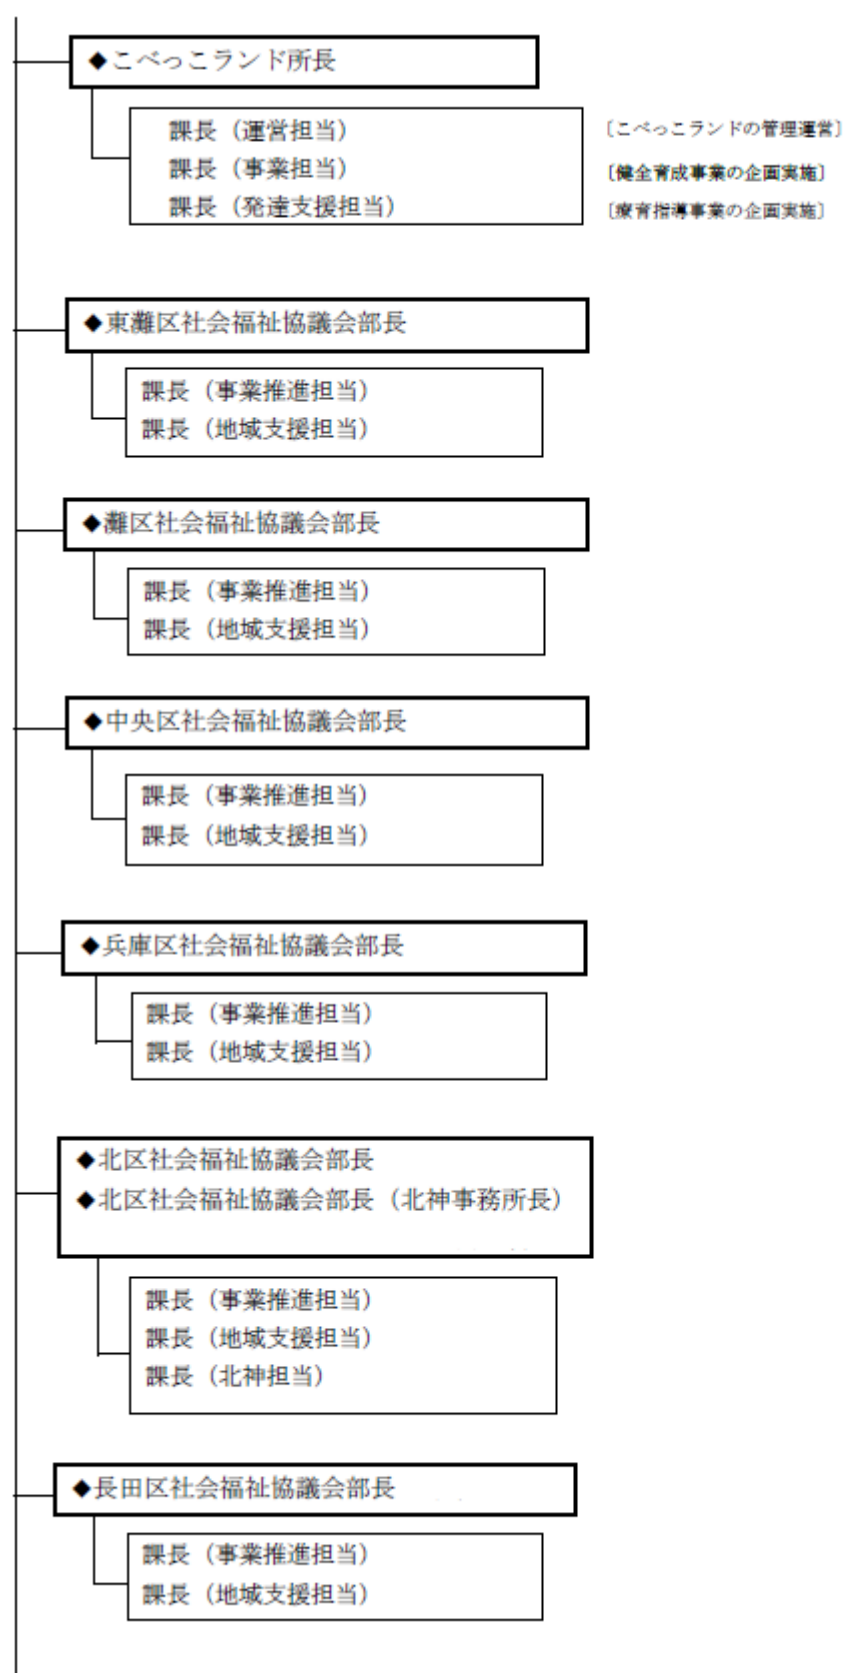 ◆こべっこランド所長
課長（運営担当）
〔こべっこランドの管理運営〕
課長（事業担当）
〔健全育成事業の企画実施〕
課長（発達支援担当）
〔療育指導事業の企画実施〕
◆東灘区社会福祉協議会部長
課長（事業推進担当）
課長（地域支援担当）
◆灘区社会福祉協議会部長
課長（事業推進担当）
課長（地域支援担当）
◆中央区社会福祉協議会部長
課長（事業推進担当）
課長（地域支援担当）
◆兵庫区社会福祉協議会部長
課長（事業推進担当）
課長（地域支援担当）
◆北区社会福祉協議会部長
◆北区社会福祉協議会部長（北神事務所長）
課長（事業推進担当）
課長（地域支援担当）
課長（北神担当）
◆長田区社会福祉協議会部長
課長（事業推進担当）
課長（地域支援担当）